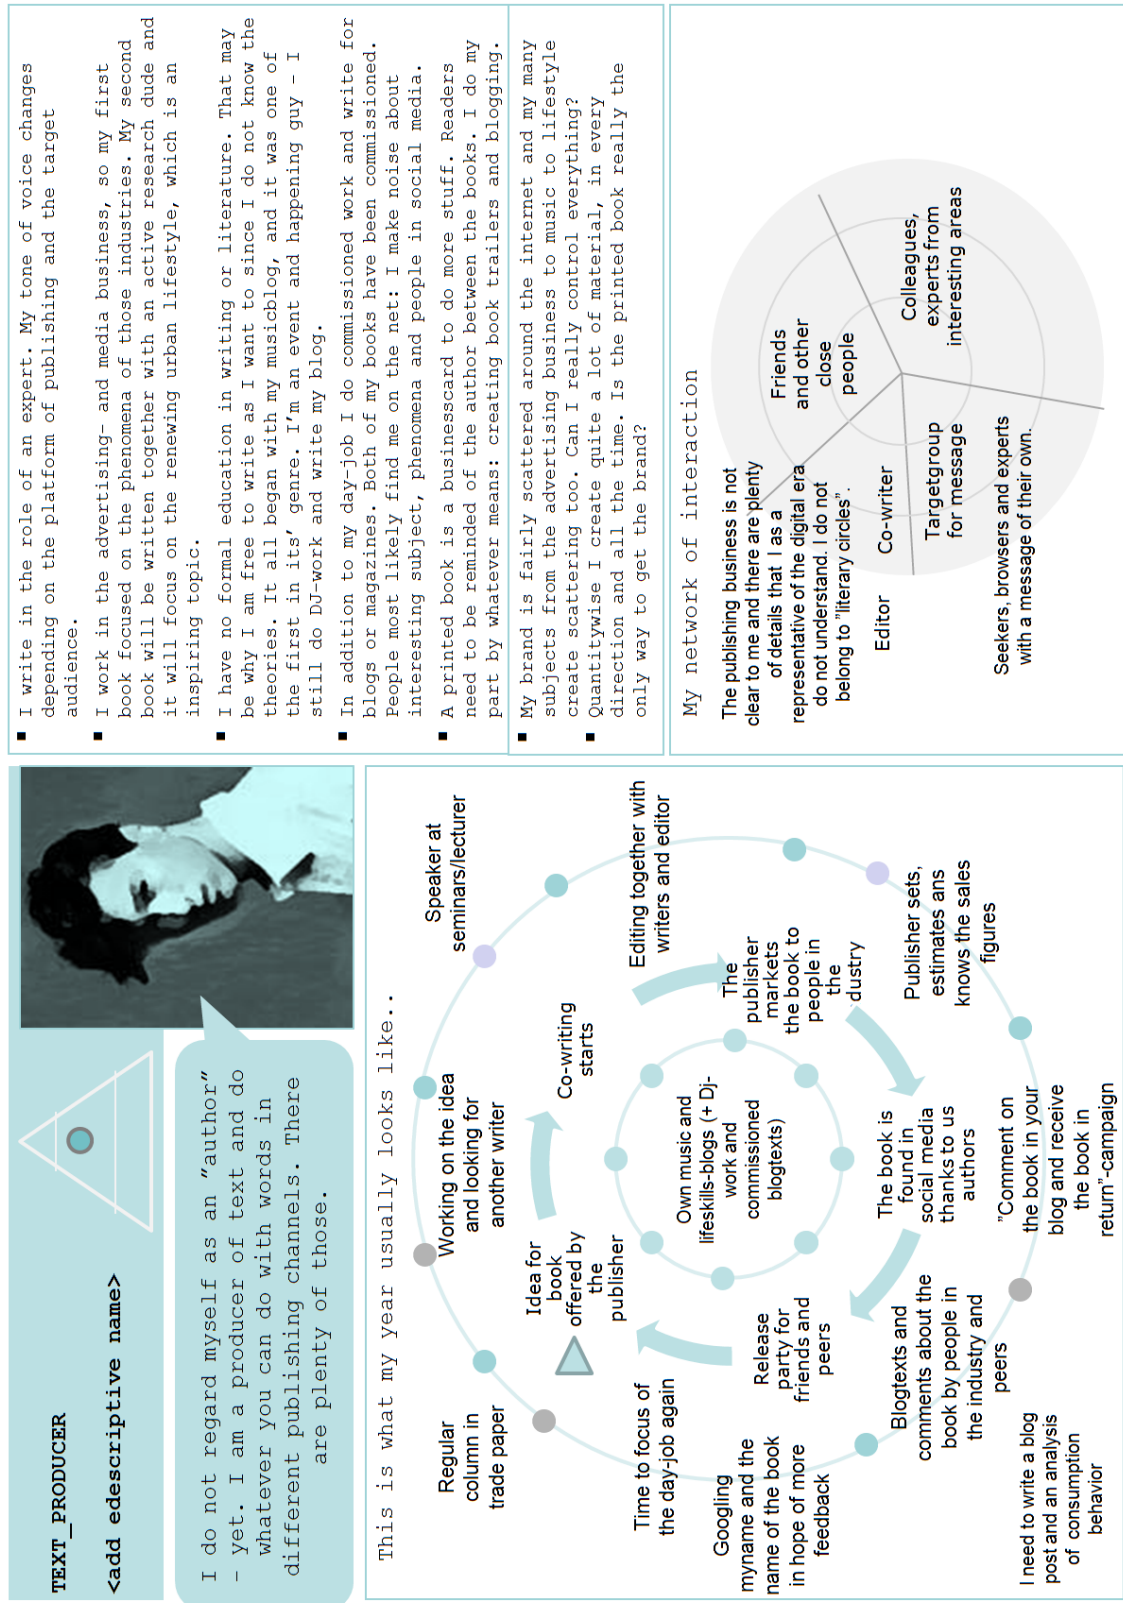 TEXT_PRODUCER
<add edescriptive name>
I do not regard myself as an ”author”
– yet. I am a producer of text and do
whatever you can do with words in
different publishing channels. There
are plenty of those.
▪ I write in the role of an expert. My tone of voice changes
depending on the platform of publishing and the target
audience.
▪ I work in the advertising- and media business, so my first
book focused on the phenomena of those industries. My second
book will be written together with an active research dude and
it will focus on the renewing urban lifestyle, which is an
inspiring topic.
▪ I have no formal education in writing or literature. That may
be why I am free to write as I want to since I do not know the
theories. It all began with my musicblog, and it was one of
the first in its’ genre. I’m an event and happening guy – I
still do DJ-work and write my blog.
▪ In addition to my day-job I do commissioned work and write for
blogs or magazines. Both of my books have been commissioned.
People most likely find me on the net: I make noise about
interesting subject, phenomena and people in social media.
▪ A printed book is a businesscard to do more stuff. Readers
need to be reminded of the author between the books. I do my
part by whatever means: creating book trailers and blogging.
▪ My brand is fairly scattered around the internet and my many
subjects from the advertising business to music to lifestyle
create scattering too. Can I really control everything?
▪ Quantitywise I create quite a lot of material, in every
direction and all the time. Is the printed book really the
only way to get the brand?
This is what my year usually looks like..
Regular
column in
trade paper
Working on the idea
and looking for
another writer
Speaker at
seminars/lecturer
Idea for
book
offered by
the
publisher
Co-writing
starts
Time to focus of
the day-job again
Editing together with
writers and editor
Own music and
lifeskills-blogs (+ Dj-
work and
commissioned
blogtexts)
The
publisher
markets
the book to
people in
the
dustry
Googling
myname and the
name of the book
in hope of more
feedback
Release
party for
friends and
peers
The book is
found in
social media
thanks to us
authors
Publisher sets,
estimates ans
knows the sales
figures
Blogtexts and
comments about the
book by people in
the industry and
peers
”Comment on
the book in your
blog and receive
the book in
return”-campaign
I need to write a blog
post and an analysis
of consumption
behavior
My network of interaction
The publishing business is not
clear to me and there are plenty
of details that I as a
representative of the digital era
do not understand. I do not
belong to ”literary circles”.
Friends
and other
close
people
Editor
Co-writer
Colleagues,
experts from
interesting areas
Targetgroup
for message
Seekers, browsers and experts
with a message of their own.